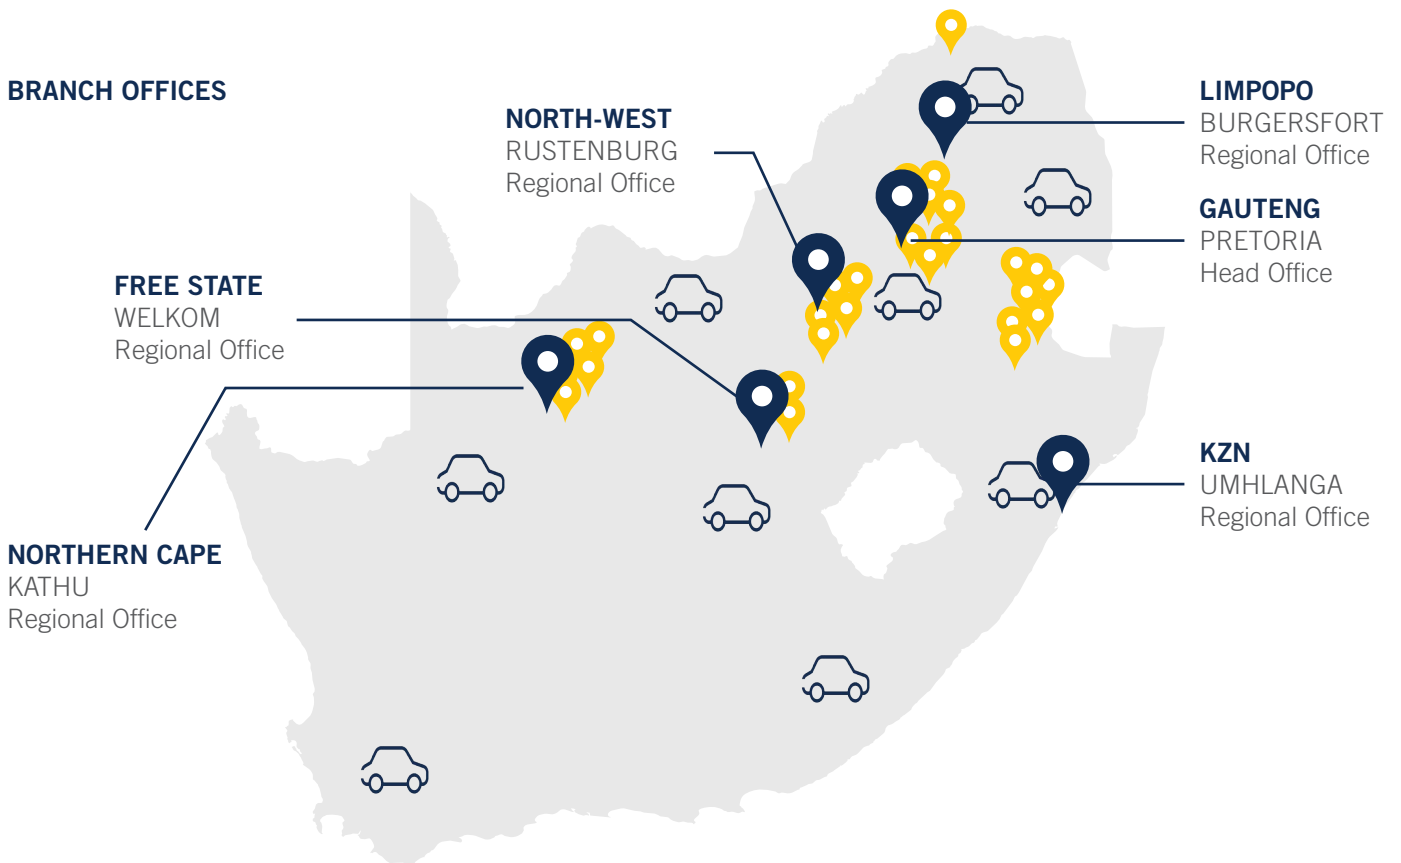 BRANCH OFFICES
NORTH-WEST
RUSTENBURG
Regional Office
LIMPOPO
BURGERSFORT
Regional Office
GAUTENG
PRETORIA
Head Office
FREE STATE
WELKOM
Regional Office
KZN
UMHLANGA
Regional Office
NORTHERN CAPE
KATHU
Regional Office